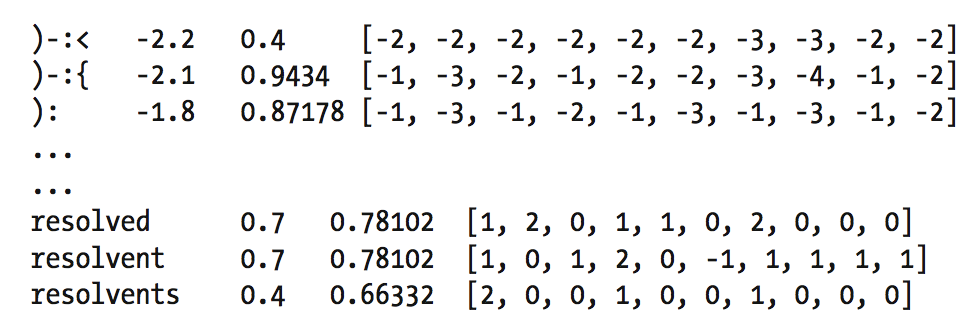 )-:<   -2.2   0.4     [-2, -2, -2, -2, -2, -2, -3, -3, -2, -2]
)-:{   -2.1   0.9434  [-1, -3, -2, -1, -2, -2, -3, -4, -1, -2]
):     -1.8   0.87178 [-1, -3, -1, -2, -1, -3, -1, -3, -1, -2]
...
...
resolved     0.7   0.78102  [1, 2, 0, 1, 1, 0, 2, 0, 0, 0]
resolvent    0.7   0.78102  [1, 0, 1, 2, 0, -1, 1, 1, 1, 1]
resolvents   0.4   0.66332  [2, 0, 0, 1, 0, 0, 1, 0, 0, 0]